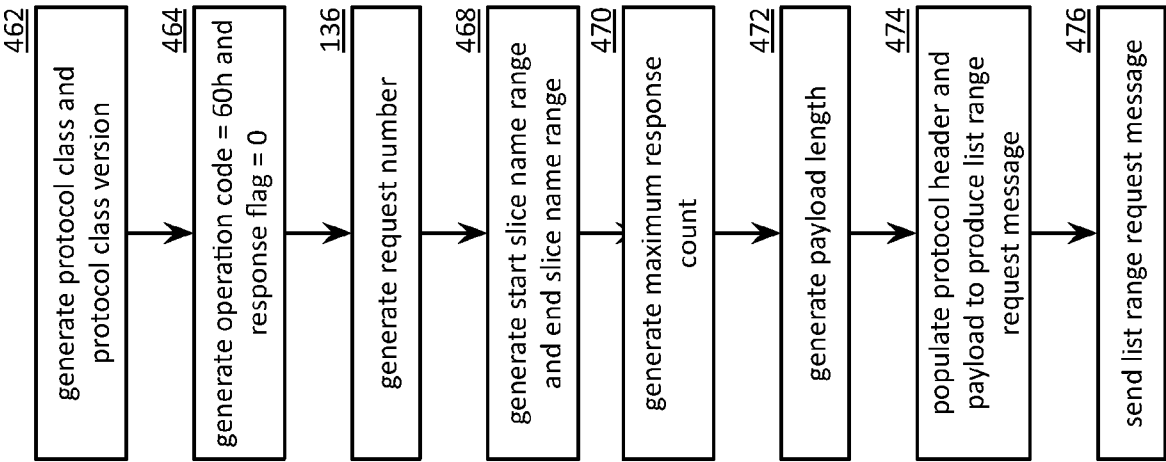 462
generate protocol class and
protocol class version
464
generate operation code = 60h and
response flag = 0
136
generate request number
468
generate start slice name range
and end slice name range
470
generate maximum response
count
472
generate payload length
474
populate protocol header and
payload to produce list range
request message
476
send list range request message